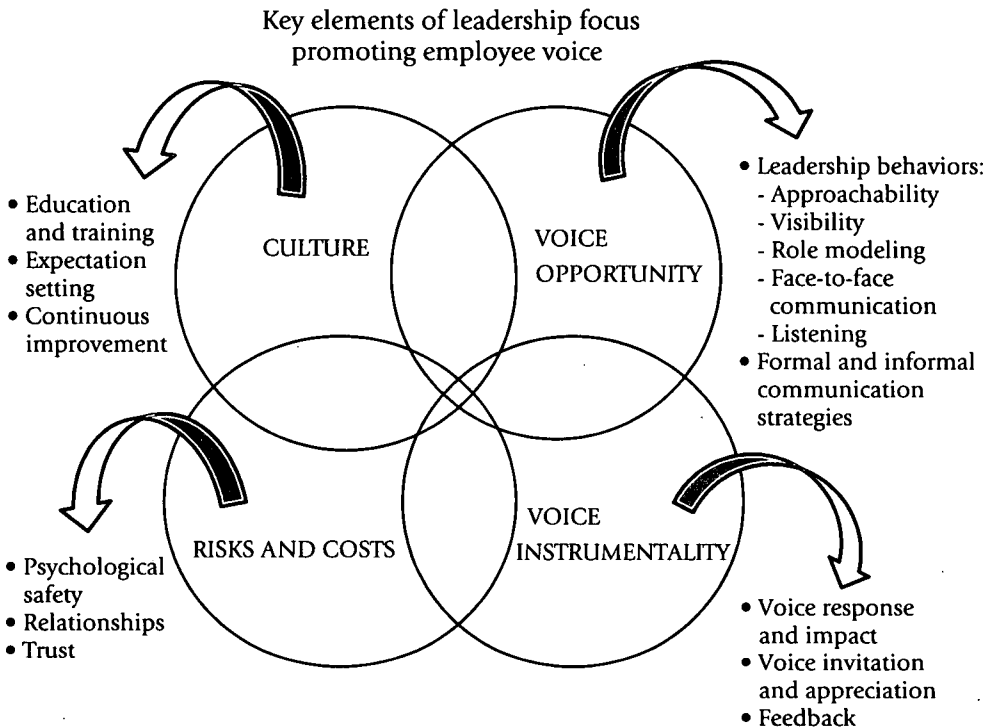 Key elements of leadership focus
promoting employee voice
CULTURE
• Education
and training
• Expectation
setting
• Continuous
improvement
VOICE
OPPORTUNITY
• Leadership behaviors:
- Approachability
- Visibility
- Role modeling
- Face-to-face
communication
- Listening
• Formal and informal
communication
strategies
RISKS AND COSTS
• Psychological
safety
• Relationships
• Trust
VOICE
INSTRUMENTALITY
• Voice response
and impact
• Voice invitation
and appreciation
• Feedback